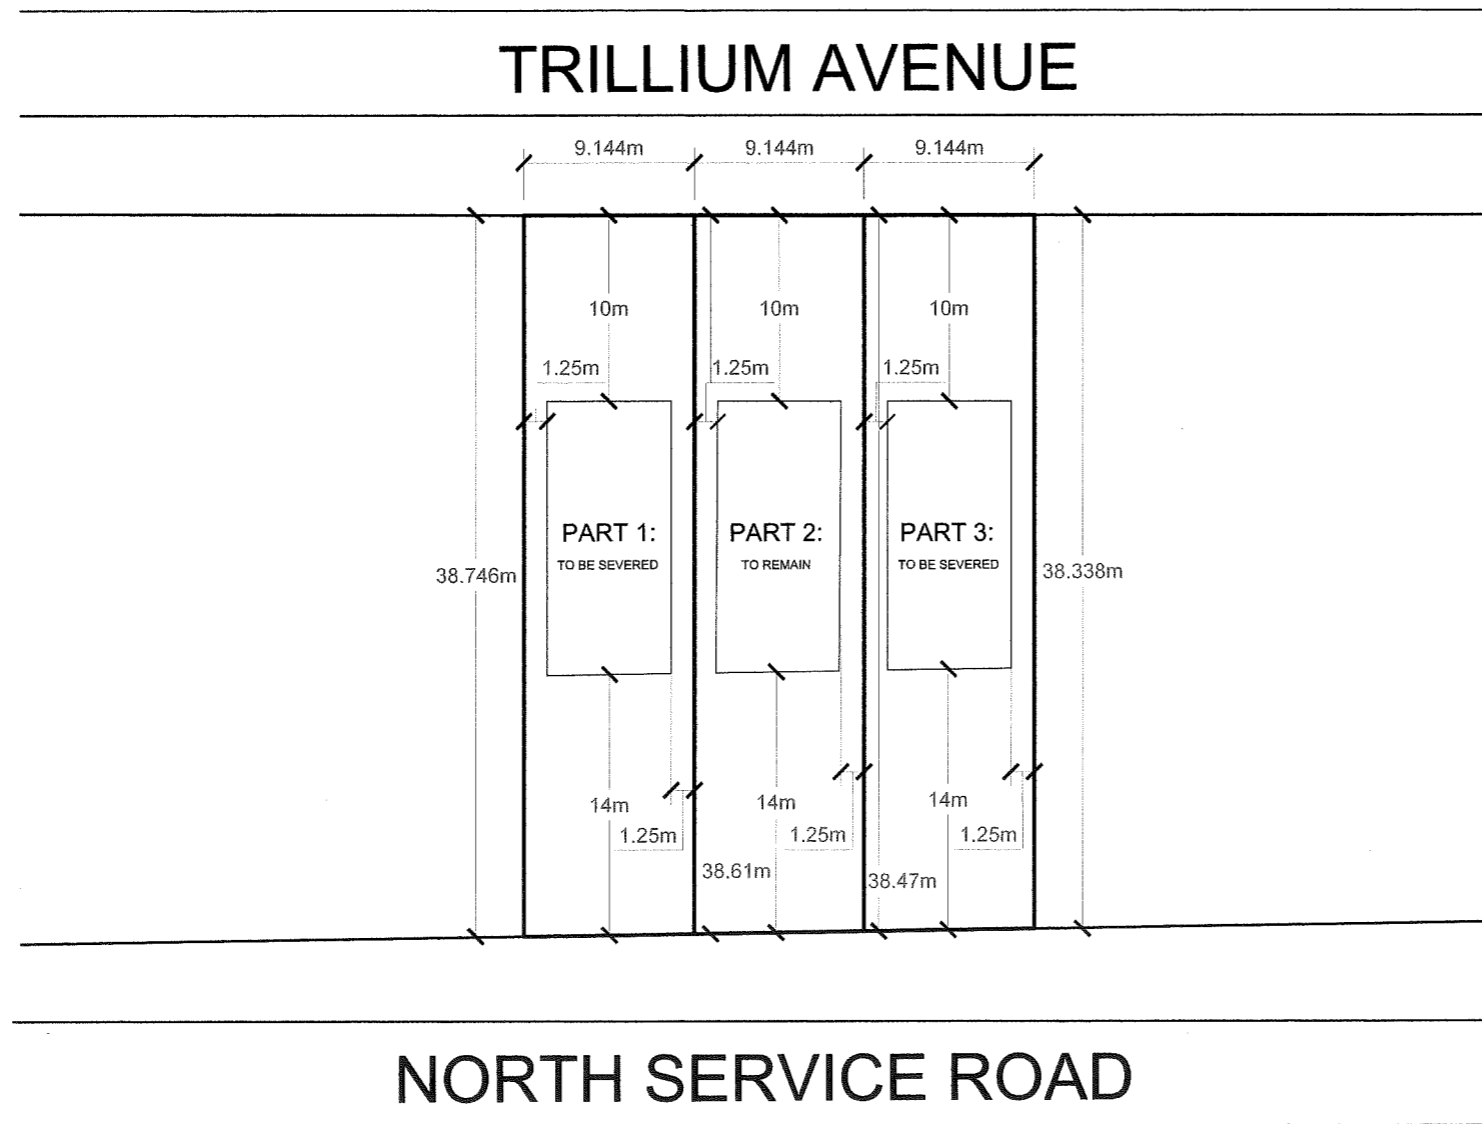 TRILLIUM AVENUE
9.144m 9.144m 9.144m
10m 10m 10m
1.25m 1.25m 1.25m
PART 1: PART 2: PART 3:
TO BE SEVERED TO REMAIN TO BE SEVERED
38.746m 38.338m
14m 14m 14m
1.25m 1.25m 1.25m
38.61m 38.47m
NORTH SERVICE ROAD